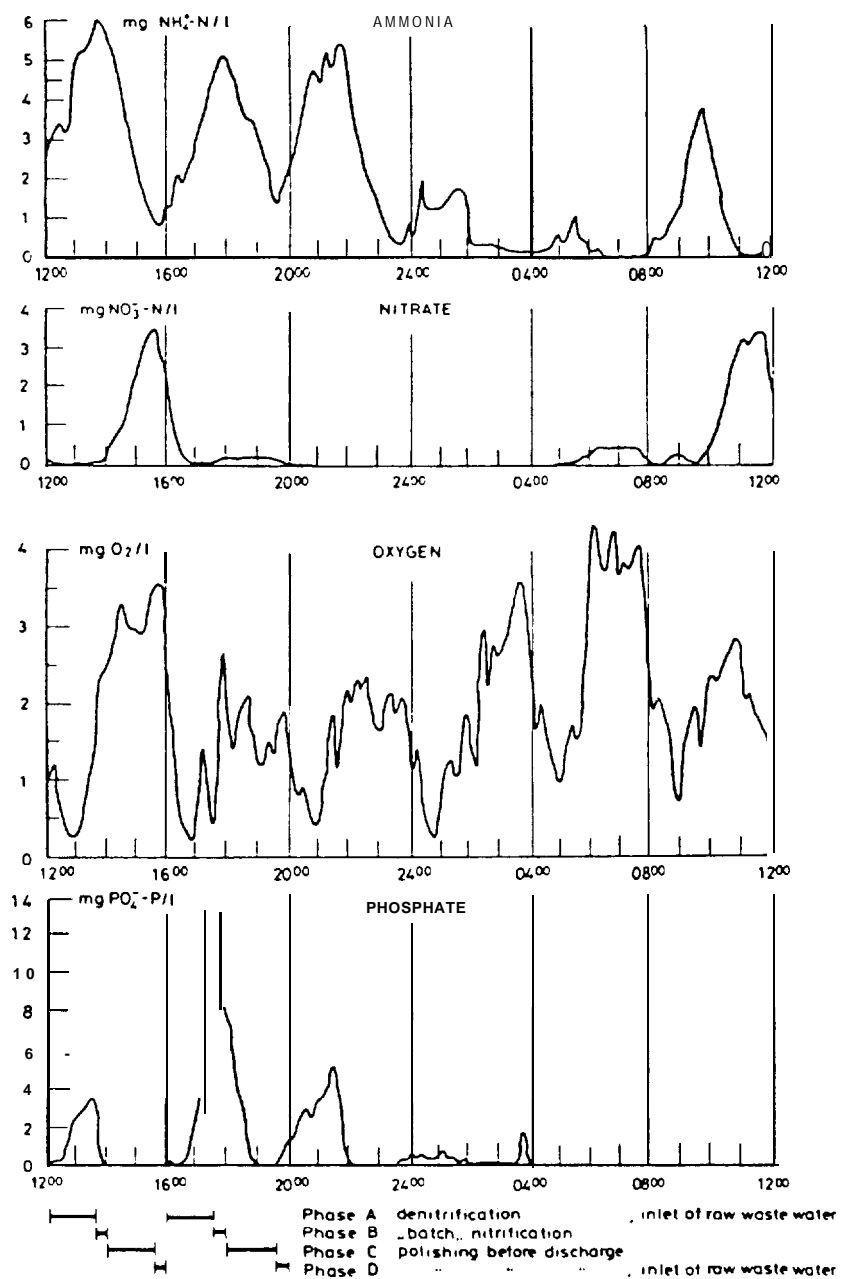 mg NH₄⁺-N/l AMMONIA
6
5
4
3
2
1
0
12⁰⁰ 16⁰⁰ 20⁰⁰ 24⁰⁰ 04⁰⁰ 08⁰⁰ 12⁰⁰
mg NO₃⁻-N/l NITRATE
4
3
2
1
0
12⁰⁰ 16⁰⁰ 20⁰⁰ 24⁰⁰ 04⁰⁰ 08⁰⁰ 12⁰⁰
mg O₂/l OXYGEN
4
3
2
1
0
12⁰⁰ 16⁰⁰ 20⁰⁰ 24⁰⁰ 04⁰⁰ 08⁰⁰ 12⁰⁰
mg PO₄⁻-P/l PHOSPHATE
14
12
10
8
6
4
2
0
12⁰⁰ 16⁰⁰ 20⁰⁰ 24⁰⁰ 04⁰⁰ 08⁰⁰ 12⁰⁰
Phase A denitrification , inlet of raw waste water
Phase B „batch„ nitrification
Phase C polishing before discharge
Phase D „ „ „ , inlet of raw waste water